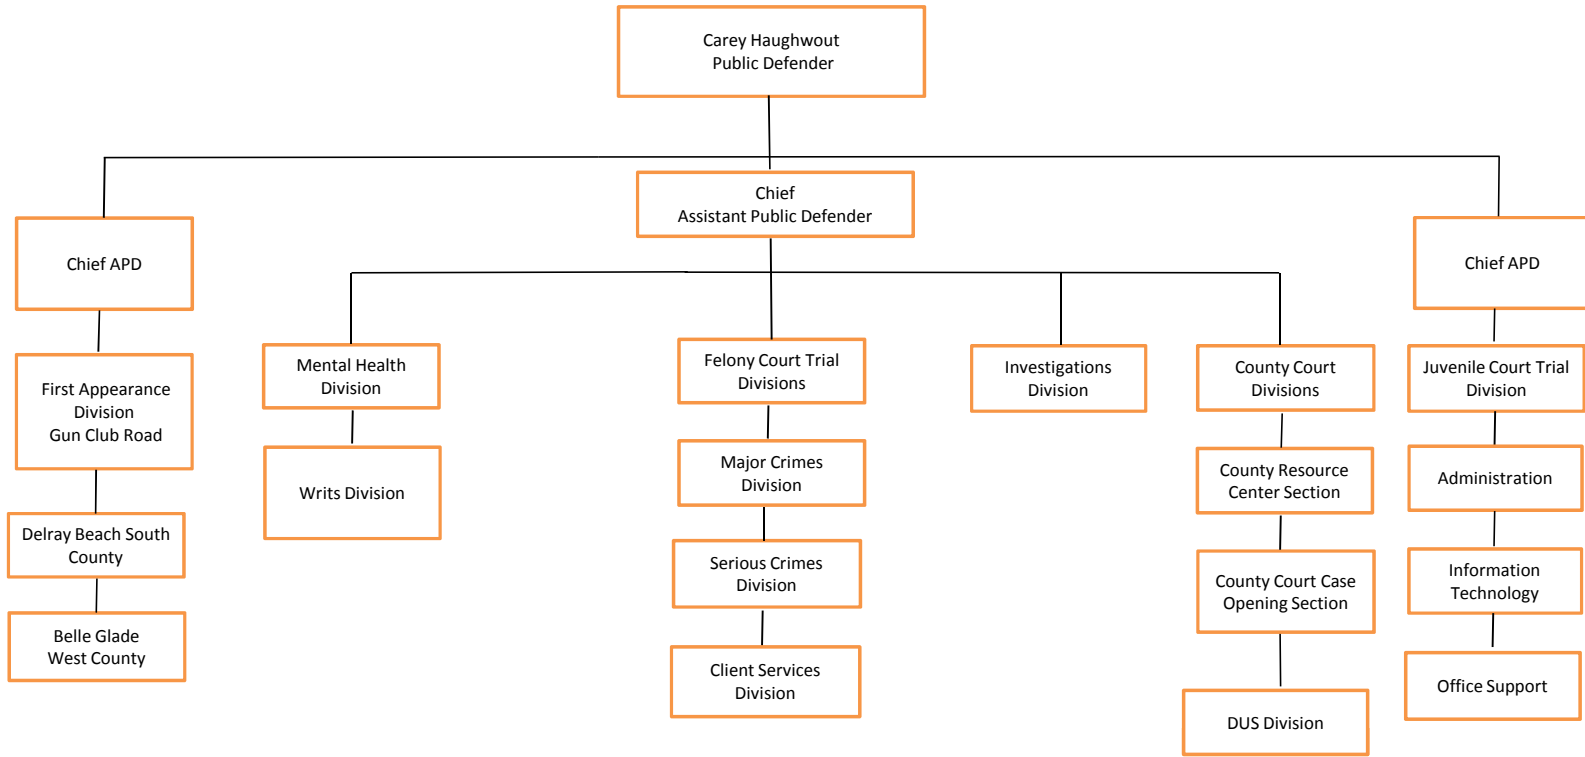 Carey Haughwout
Public Defender
Chief
Assistant Public Defender
Chief APD
Chief APD
First Appearance
Division
Gun Club Road
Delray Beach South
County
Belle Glade
West County
Mental Health
Division
Writs Division
Felony Court Trial
Divisions
Major Crimes
Division
Serious Crimes
Division
Client Services
Division
Investigations
Division
County Court
Divisions
County Resource
Center Section
County Court Case
Opening Section
DUS Division
Juvenile Court Trial
Division
Administration
Information
Technology
Office Support